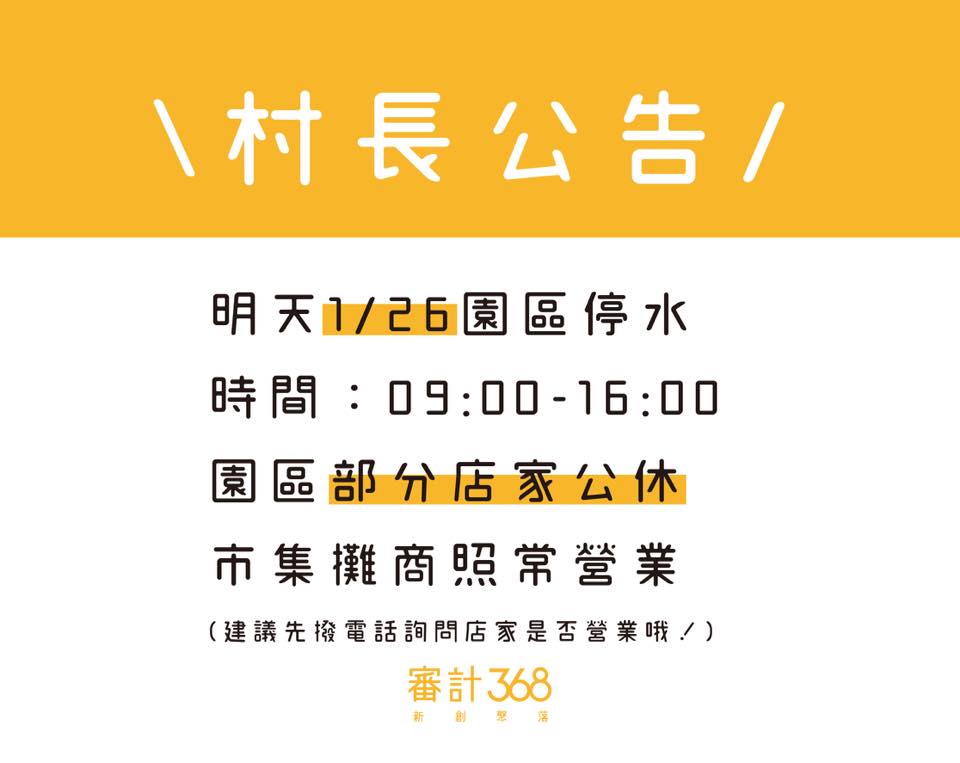 \村長公告/
明天1/26園區停水
時間：09:00-16:00
園區部分店家公休
市集攤商照常營業
(建議先撥電話詢問店家是否營業哦！)
審計368
新創聚落